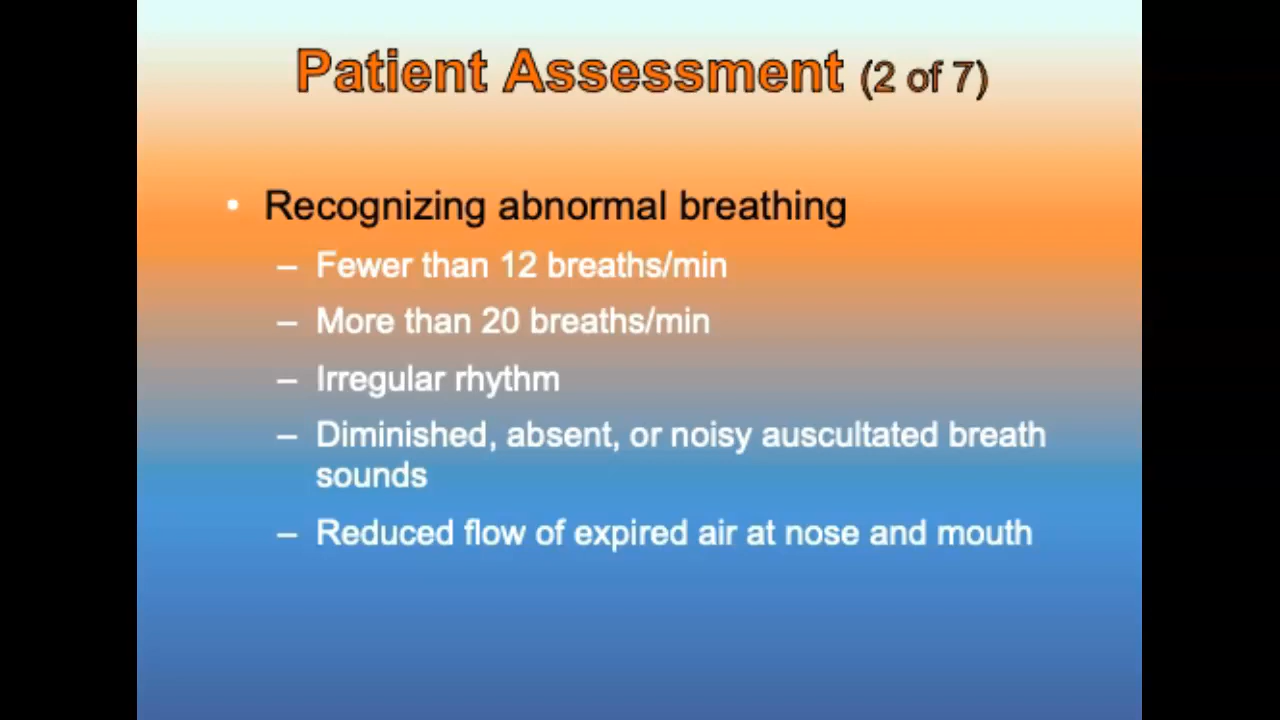 Patient Assessment (2 of 7)
• Recognizing abnormal breathing
– Fewer than 12 breaths/min
– More than 20 breaths/min
– Irregular rhythm
– Diminished, absent, or noisy auscultated breath
sounds
– Reduced flow of expired air at nose and mouth